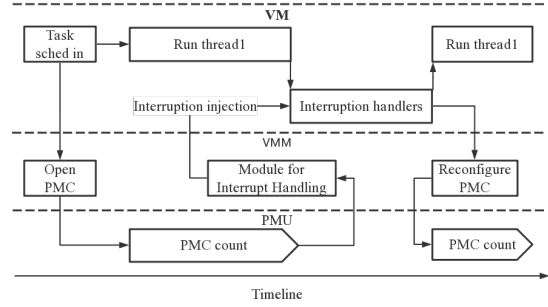 VM
Task
sched in
Run thread1
Run thread1
Interruption injection
Interruption handlers
VMM
Open
PMC
Module for
Interrupt Handling
Reconfigure
PMC
PMU
PMC count
PMC count
Timeline